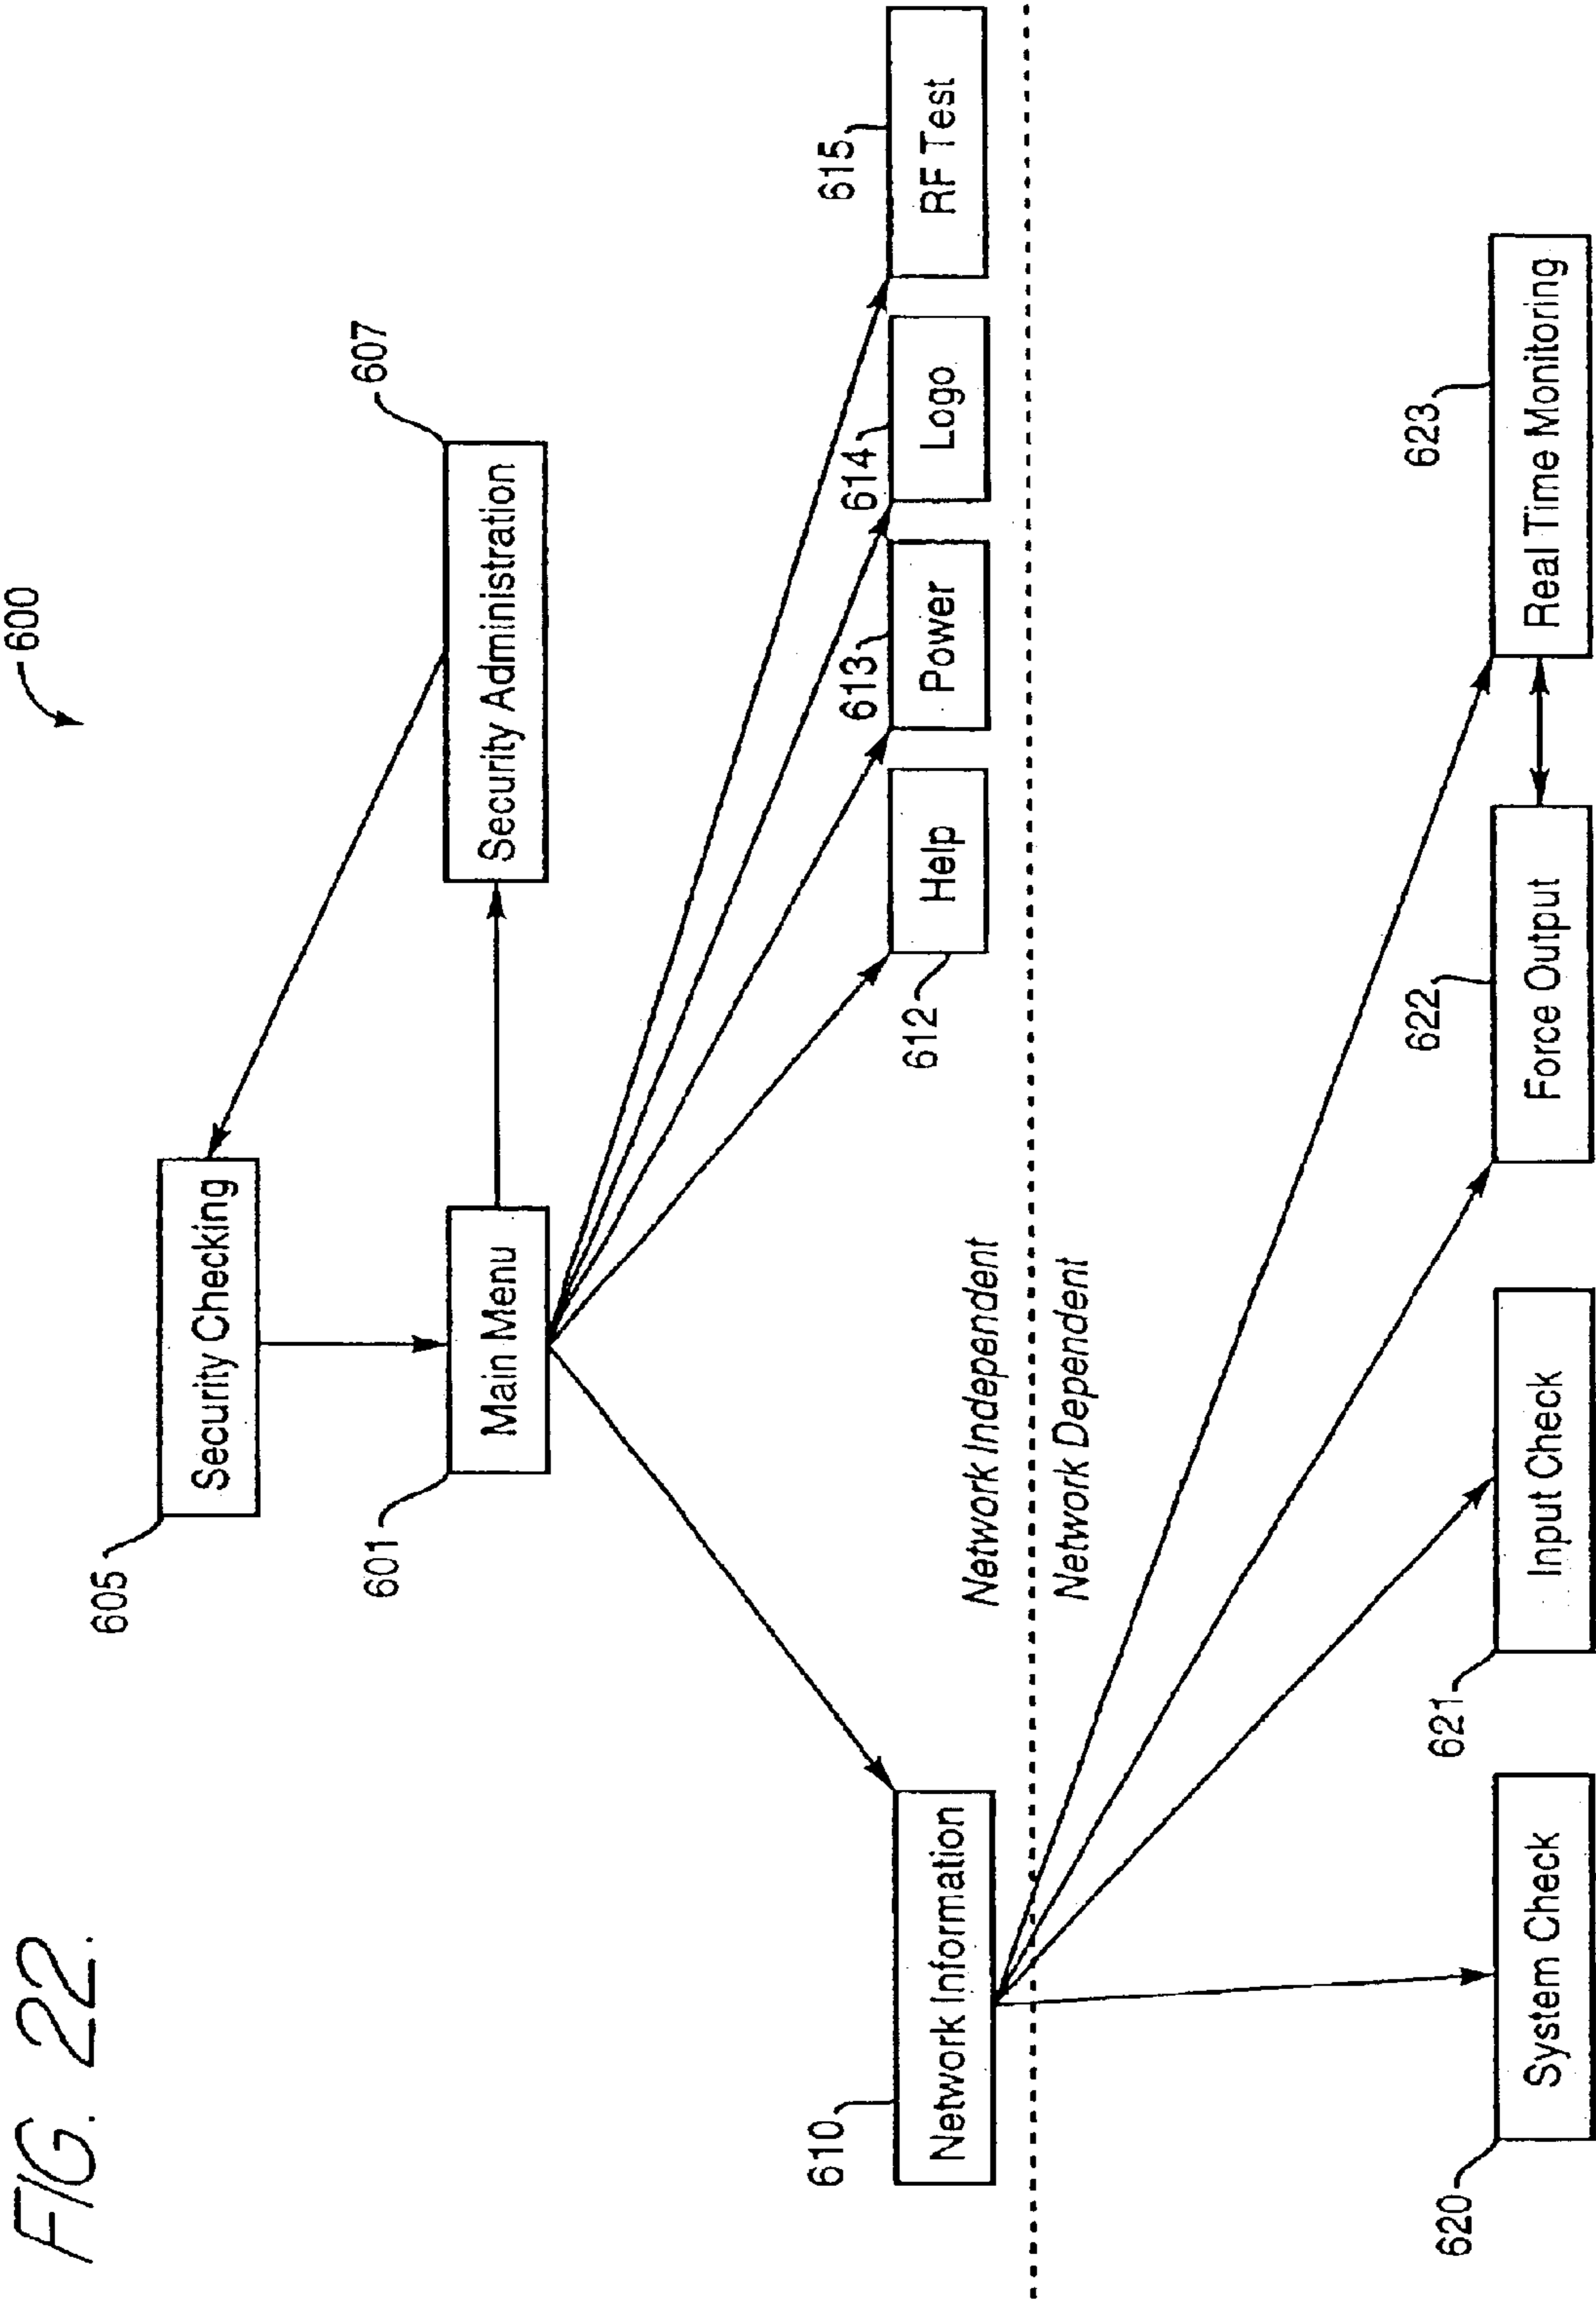 FIG. 22.
600
605
Security Checking
607
601
Main Menu
Security Administration
610
Network Information
612
Help
613
Power
614
Logo
615
RF Test
Network Independent
Network Dependent
620
System Check
621
Input Check
622
Force Output
623
Real Time Monitoring